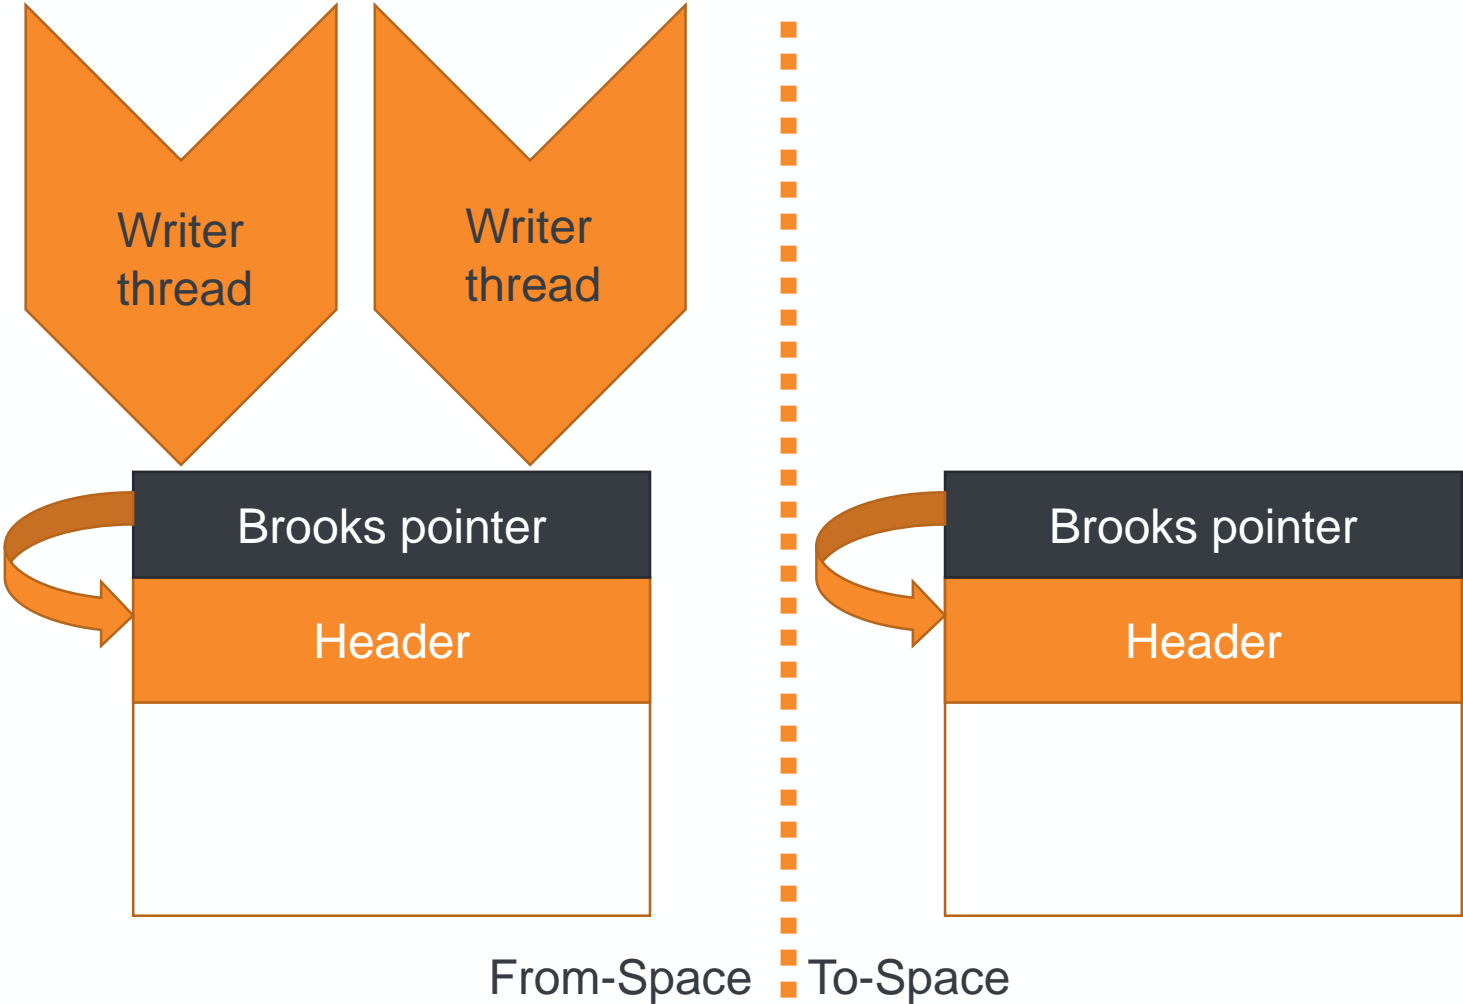 Writer
thread
Writer
thread
Brooks pointer
Header
Brooks pointer
Header
From-Space
To-Space